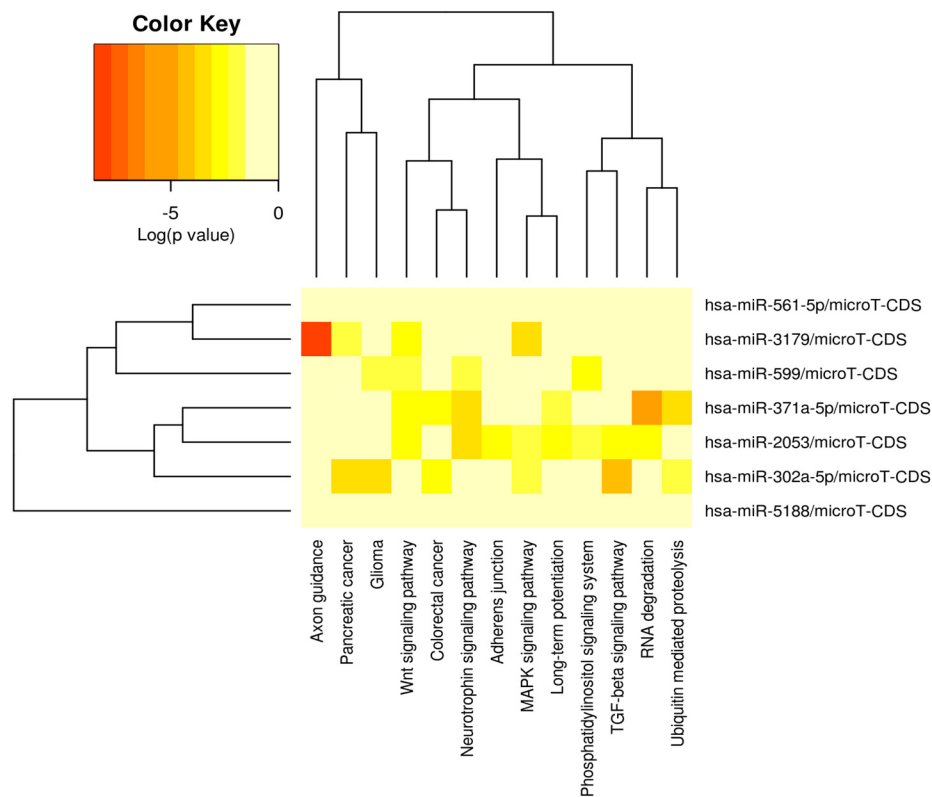 Color Key
-5
0
Log(p value)
hsa-miR-561-5p/microT-CDS
hsa-miR-3179/microT-CDS
hsa-miR-599/microT-CDS
hsa-miR-371a-5p/microT-CDS
hsa-miR-2053/microT-CDS
hsa-miR-302a-5p/microT-CDS
hsa-miR-5188/microT-CDS
Axon guidance
Pancreatic cancer
Glioma
Wnt signaling pathway
Colorectal cancer
Neurotrophin signaling pathway
Adherens junction
MAPK signaling pathway
Long-term potentiation
Phosphatidylinositol signaling system
TGF-beta signaling pathway
RNA degradation
Ubiquitin mediated proteolysis